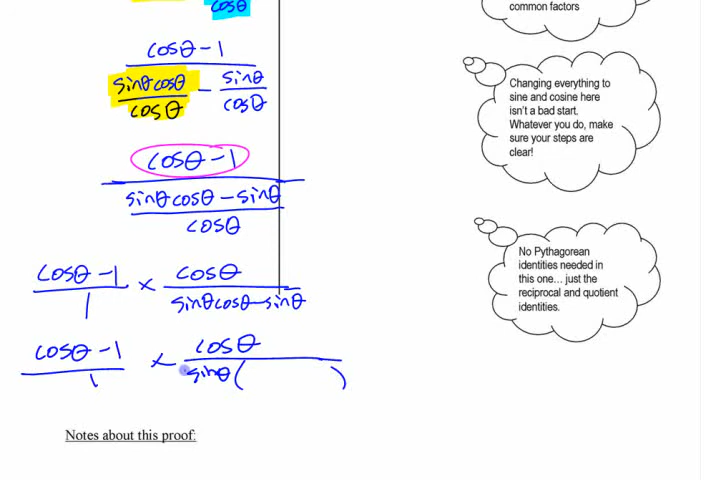 cosθ
cosθ - 1
sinθcosθ - sinθ
cosθ cosθ
cosθ - 1
sinθcosθ - sinθ
cosθ
cosθ - 1 × cosθ
1 sinθcosθ - sinθ
cosθ - 1 × cosθ
1 sinθ( )
common factors
Changing everything to
sine and cosine here
isn't a bad start.
Whatever you do, make
sure your steps are
clear!
No Pythagorean
identities needed in
this one... just the
reciprocal and quotient
identities.
Notes about this proof: